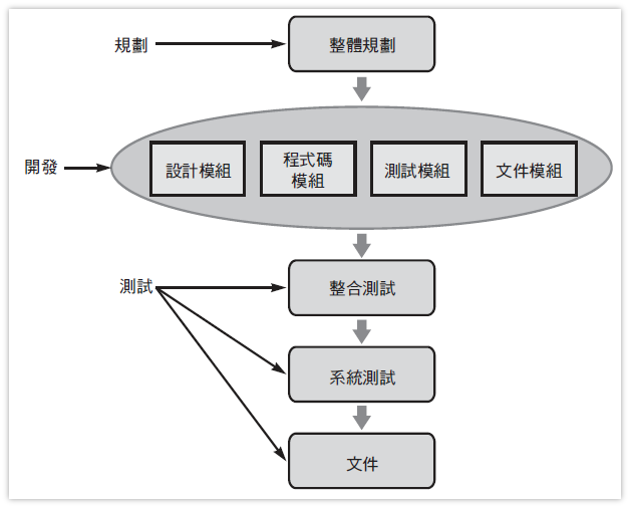 規劃
整體規劃
開發
設計模組
程式碼
模組
測試模組
文件模組
測試
整合測試
系統測試
文件